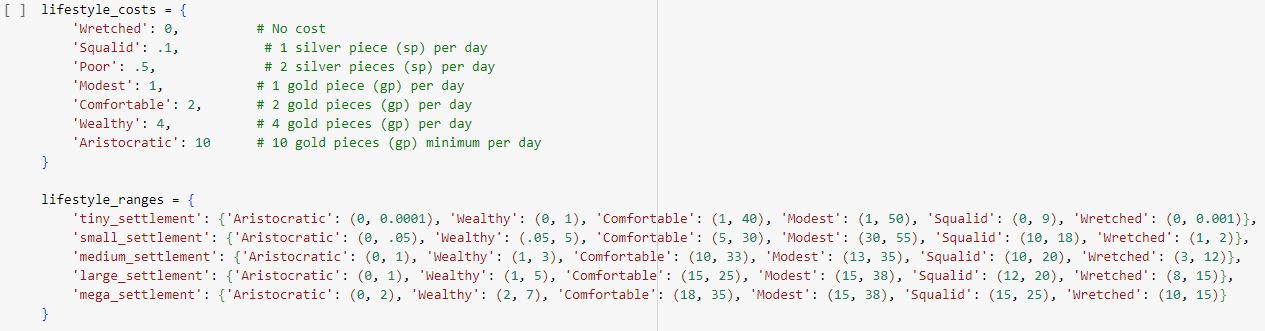 [ ] lifestyle_costs = {
    'Wretched': 0,          # No cost
    'Squalid': .1,           # 1 silver piece (sp) per day
    'Poor': .5,              # 2 silver pieces (sp) per day
    'Modest': 1,            # 1 gold piece (gp) per day
    'Comfortable': 2,       # 2 gold pieces (gp) per day
    'Wealthy': 4,           # 4 gold pieces (gp) per day
    'Aristocratic': 10      # 10 gold pieces (gp) minimum per day
}
lifestyle_ranges = {
    'tiny_settlement': {'Aristocratic': (0, 0.0001), 'Wealthy': (0, 1), 'Comfortable': (1, 40), 'Modest': (1, 50), 'Squalid': (0, 9), 'Wretched': (0, 0.001)},
    'small_settlement': {'Aristocratic': (0, .05), 'Wealthy': (.05, 5), 'Comfortable': (5, 30), 'Modest': (30, 55), 'Squalid': (10, 18), 'Wretched': (1, 2)},
    'medium_settlement': {'Aristocratic': (0, 1), 'Wealthy': (1, 3), 'Comfortable': (10, 33), 'Modest': (13, 35), 'Squalid': (10, 20), 'Wretched': (3, 12)},
    'large_settlement': {'Aristocratic': (0, 1), 'Wealthy': (1, 5), 'Comfortable': (15, 25), 'Modest': (15, 38), 'Squalid': (12, 20), 'Wretched': (8, 15)},
    'mega_settlement': {'Aristocratic': (0, 2), 'Wealthy': (2, 7), 'Comfortable': (18, 35), 'Modest': (15, 38), 'Squalid': (15, 25), 'Wretched': (10, 15)}
}